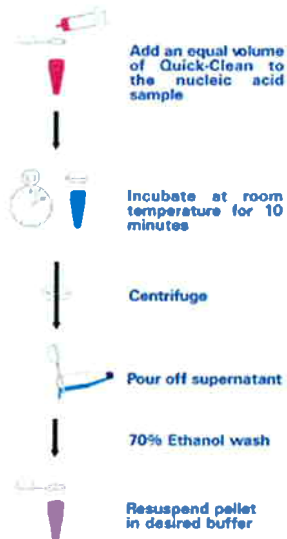 Add an equal volume
of Quick-Clean to
the nucleic acid
sample
Incubate at room
temperature for 10
minutes
Centrifuge
Pour off supernatant
70% Ethanol wash
Resuspend pellet
in desired buffer